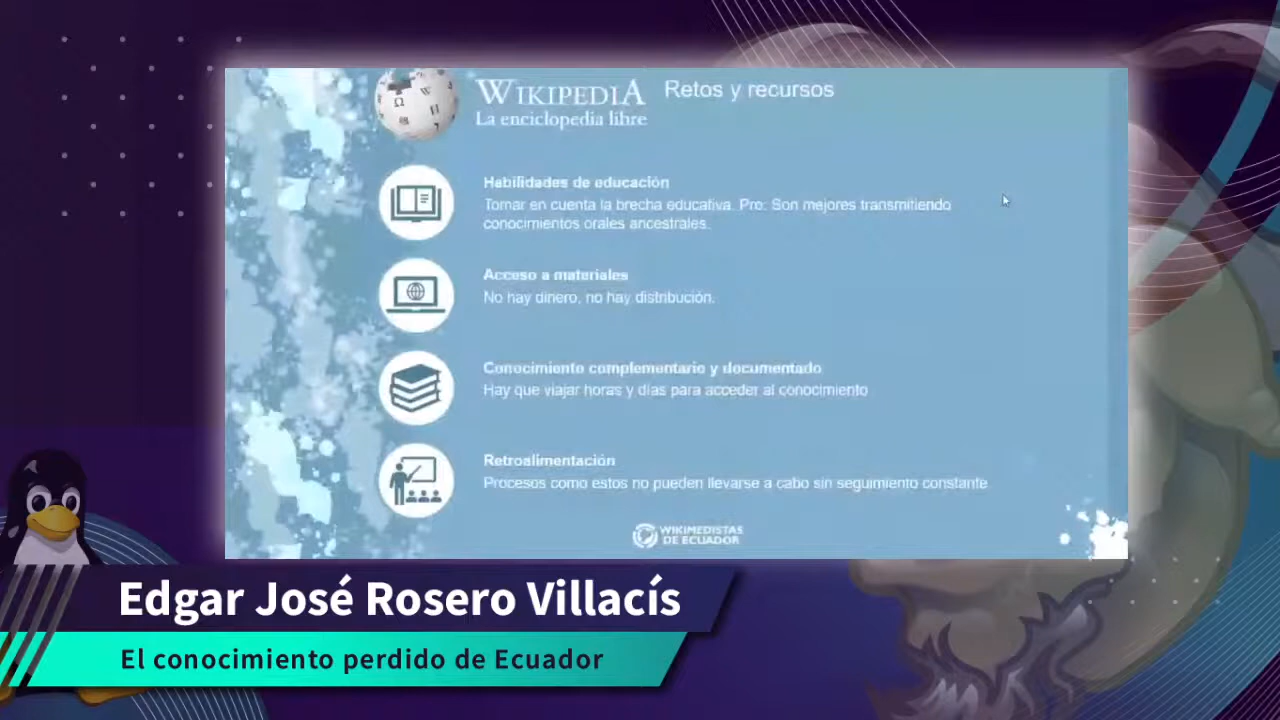 WIKIPEDIA
La enciclopedia libre
Retos y recursos
Habilidades de educación
Tomar en cuenta la brecha educativa. Pro: Son mejores transmitiendo
conocimientos orales ancestrales.
Acceso a materiales
No hay dinero, no hay distribución.
Conocimiento complementario y documentado
Hay que viajar horas y días para acceder al conocimiento
Retroalimentación
Procesos como estos no pueden llevarse a cabo sin seguimiento constante
WIKIMEDISTAS
DE ECUADOR
Edgar José Rosero Villacís
El conocimiento perdido de Ecuador